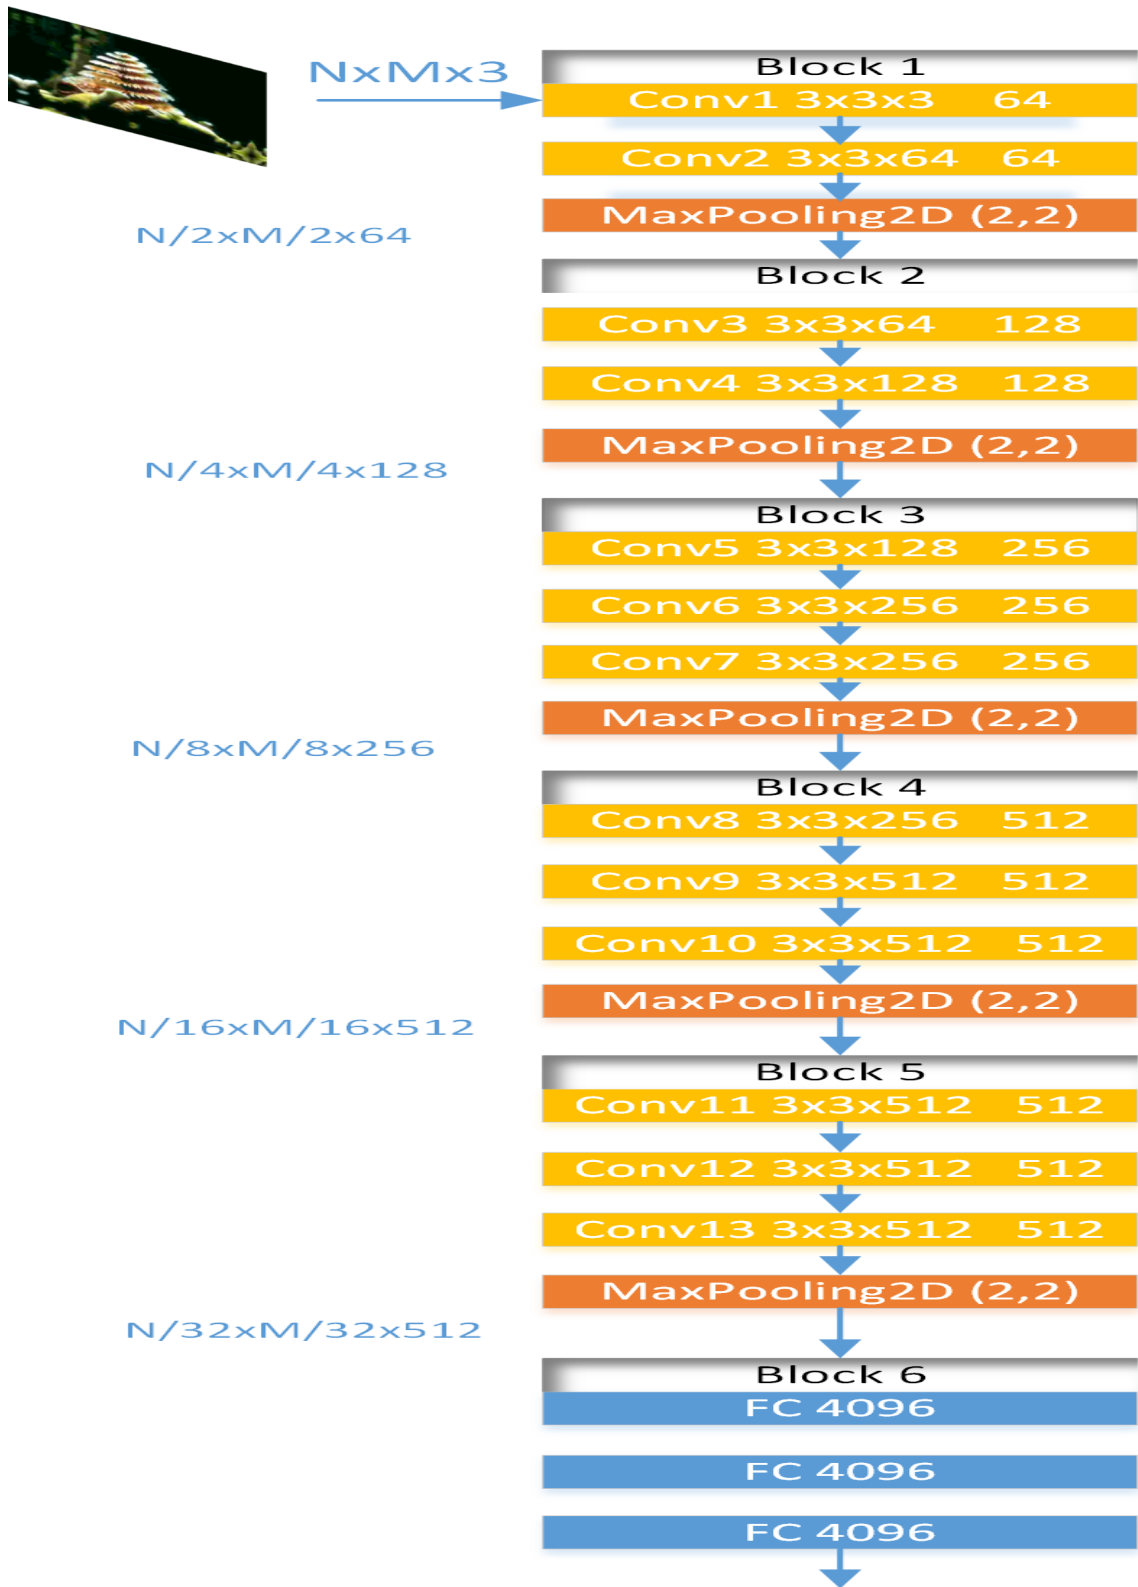 NxMx3
Block 1
Conv1 3x3x3 64
Conv2 3x3x64 64
MaxPooling2D (2,2)
N/2xM/2x64
Block 2
Conv3 3x3x64 128
Conv4 3x3x128 128
MaxPooling2D (2,2)
N/4xM/4x128
Block 3
Conv5 3x3x128 256
Conv6 3x3x256 256
Conv7 3x3x256 256
MaxPooling2D (2,2)
N/8xM/8x256
Block 4
Conv8 3x3x256 512
Conv9 3x3x512 512
Conv10 3x3x512 512
MaxPooling2D (2,2)
N/16xM/16x512
Block 5
Conv11 3x3x512 512
Conv12 3x3x512 512
Conv13 3x3x512 512
MaxPooling2D (2,2)
N/32xM/32x512
Block 6
FC 4096
FC 4096
FC 4096